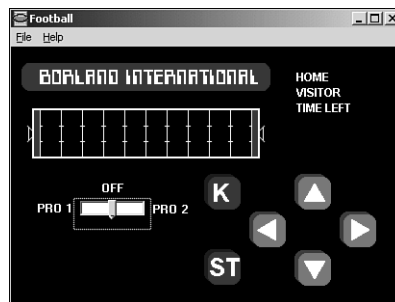 Football
File Help
BORLAND INTERNATIONAL
HOME
VISITOR
TIME LEFT
OFF
PRO 1 PRO 2
K
ST